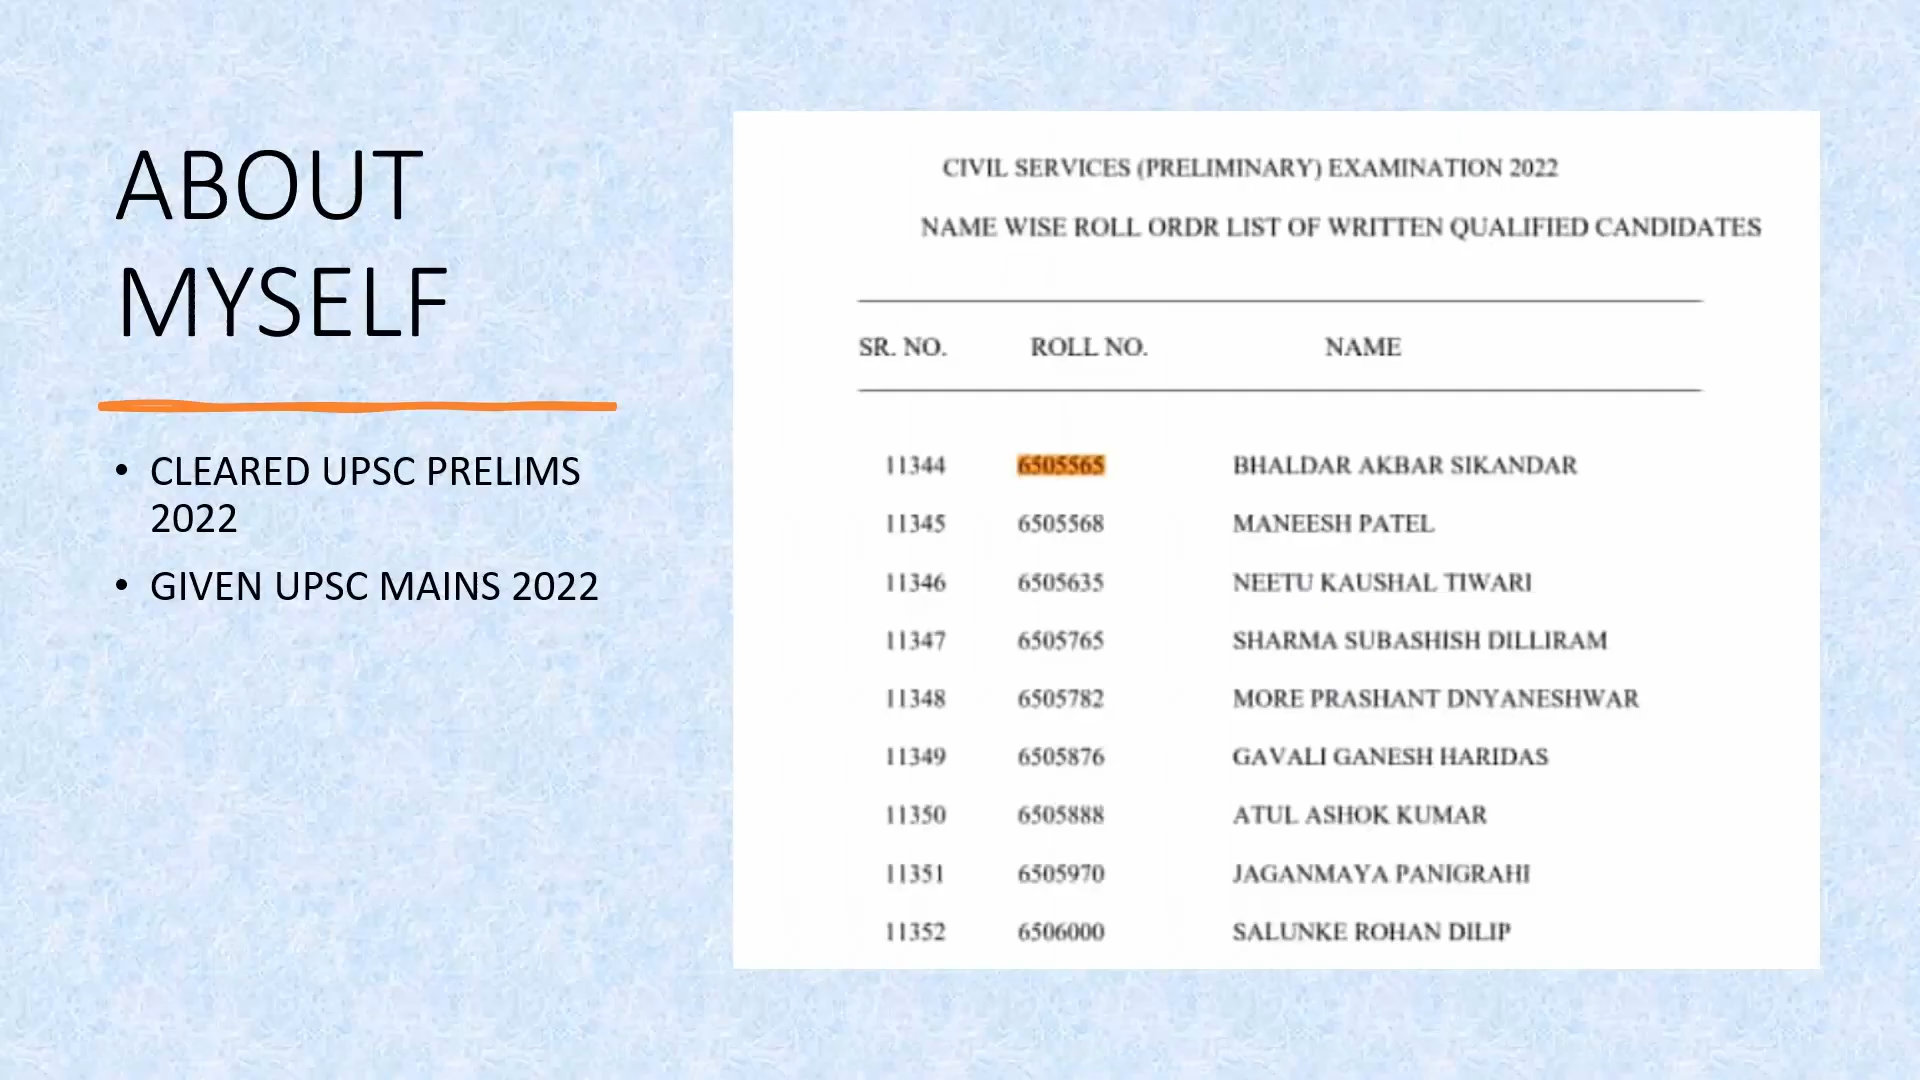 ABOUT
MYSELF
• CLEARED UPSC PRELIMS
2022
• GIVEN UPSC MAINS 2022
CIVIL SERVICES (PRELIMINARY) EXAMINATION 2022
NAME WISE ROLL ORDR LIST OF WRITTEN QUALIFIED CANDIDATES
SR. NO. ROLL NO. NAME
11344 6505565 BHALDAR AKBAR SIKANDAR
11345 6505568 MANEESH PATEL
11346 6505635 NEETU KAUSHAL TIWARI
11347 6505765 SHARMA SUBASHISH DILLIRAM
11348 6505782 MORE PRASHANT DNYANESHWAR
11349 6505876 GAVALI GANESH HARIDAS
11350 6505888 ATUL ASHOK KUMAR
11351 6505970 JAGANMAYA PANIGRAHI
11352 6506000 SALUNKE ROHAN DILIP